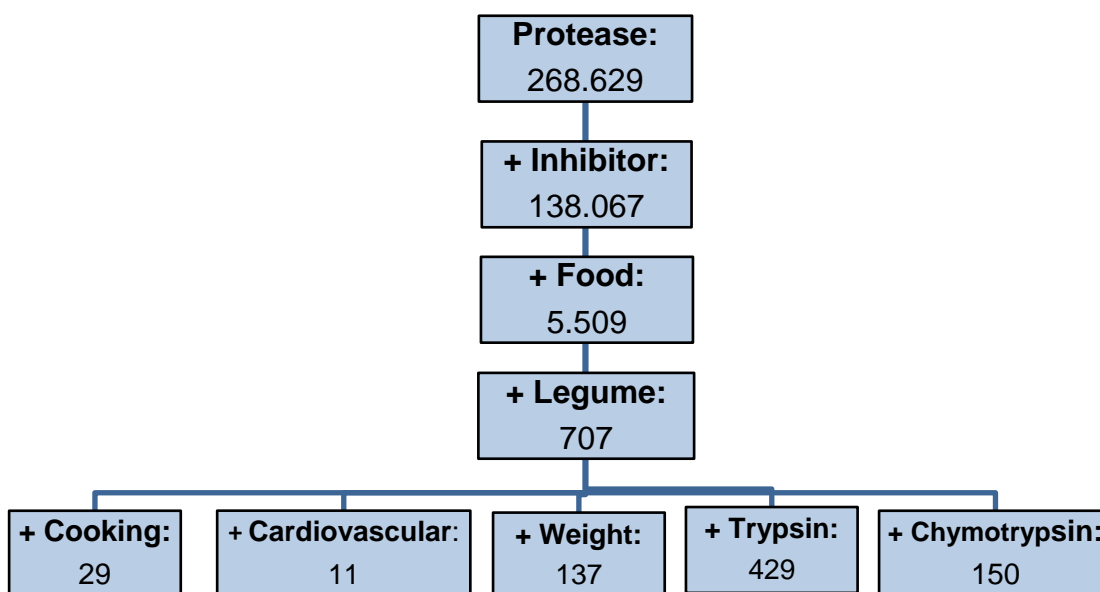 Protease:
268.629
+ Inhibitor:
138.067
+ Food:
5.509
+ Legume:
707
+ Cooking:
29
+ Cardiovascular:
11
+ Weight:
137
+ Trypsin:
429
+ Chymotrypsin:
150